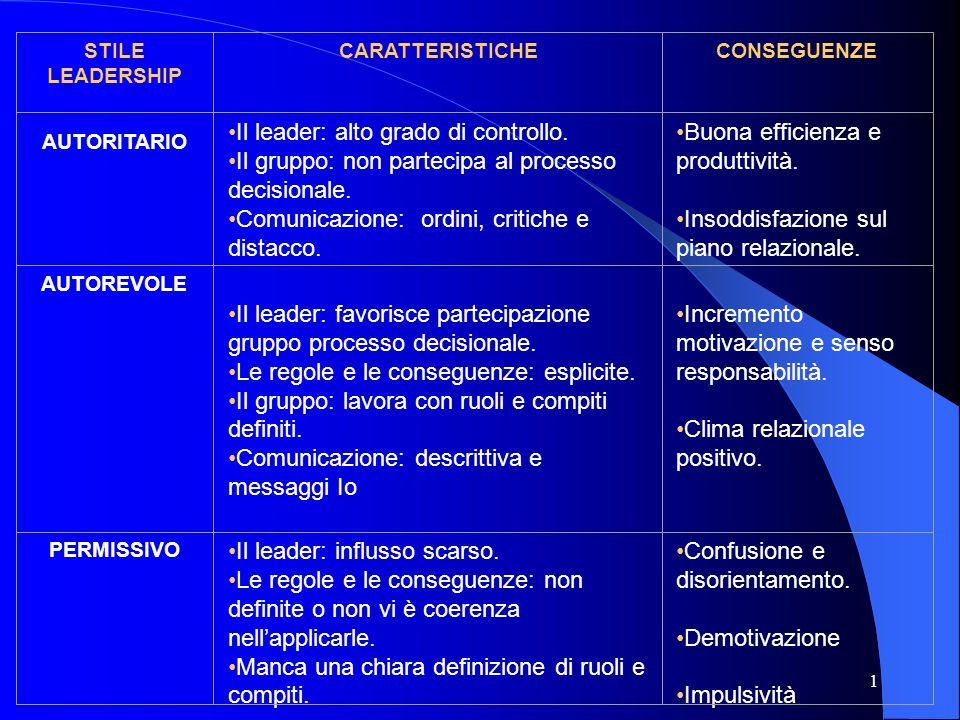 STILE
LEADERSHIP
CARATTERISTICHE
CONSEGUENZE
AUTORITARIO
•Il leader: alto grado di controllo.
•Il gruppo: non partecipa al processo
decisionale.
•Comunicazione: ordini, critiche e
distacco.
•Buona efficienza e
produttività.
•Insoddisfazione sul
piano relazionale.
AUTOREVOLE
•Il leader: favorisce partecipazione
gruppo processo decisionale.
•Le regole e le conseguenze: esplicite.
•Il gruppo: lavora con ruoli e compiti
definiti.
•Comunicazione: descrittiva e
messaggi Io
•Incremento
motivazione e senso
responsabilità.
•Clima relazionale
positivo.
PERMISSIVO
•Il leader: influsso scarso.
•Le regole e le conseguenze: non
definite o non vi è coerenza
nell’applicarle.
•Manca una chiara definizione di ruoli e
compiti.
•Confusione e
disorientamento.
•Demotivazione
•Impulsività
1